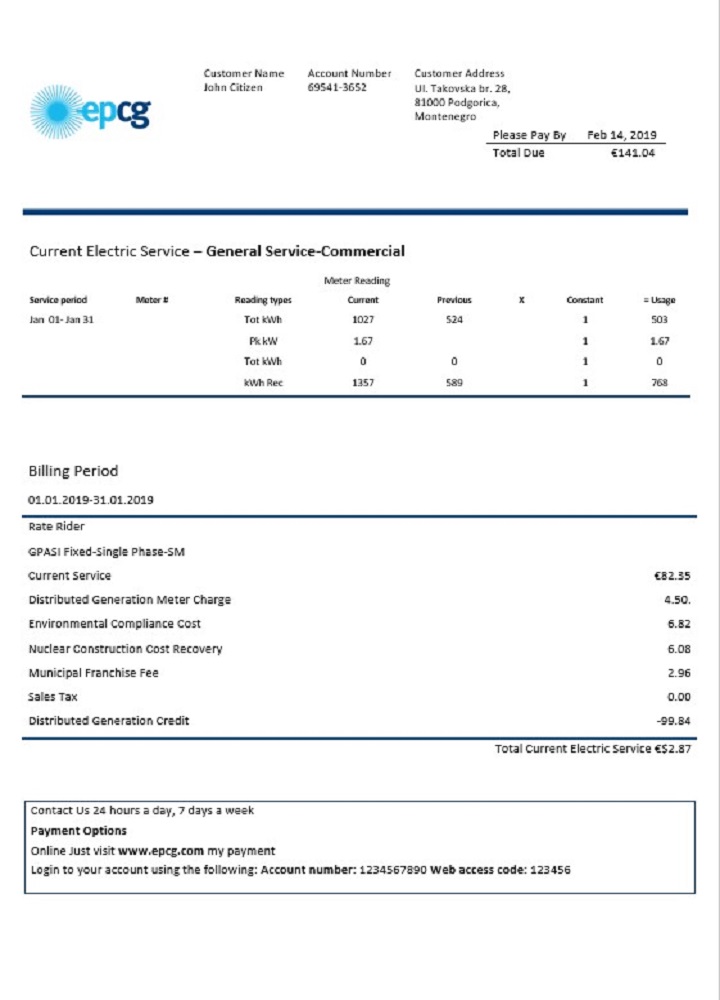 epcg
Customer Name Account Number Customer Address
John Citizen 69541-3652 Ul. Takovska br. 28,
81000 Podgorica,
Montenegro
Please Pay By Feb 14, 2019
Total Due €141.04
Current Electric Service – General Service-Commercial
Meter Reading
Service period Meter # Reading types Current Previous X Constant = Usage
Jan 01-Jan 31 Tot kWh 1027 524 1 503
Pk kW 1.67 1 1.67
Tot kWh 0 0 1 0
kWh Rec 1357 589 1 768
Billing Period
01.01.2019-31.01.2019
Rate Rider
GPASI Fixed-Single Phase-SM
Current Service €82.35
Distributed Generation Meter Charge 4.50.
Environmental Compliance Cost 6.82
Nuclear Construction Cost Recovery 6.08
Municipal Franchise Fee 2.96
Sales Tax 0.00
Distributed Generation Credit -99.84
Total Current Electric Service €$2.87
Contact Us 24 hours a day, 7 days a week
Payment Options
Online Just visit www.epcg.com my payment
Login to your account using the following: Account number: 1234567890 Web access code: 123456